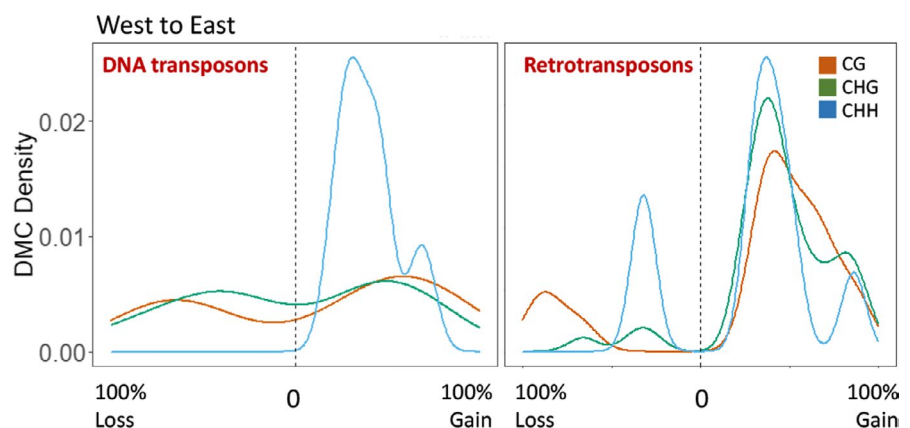 West to East
DNA transposons
Retrotransposons
CG
CHG
CHH
DMC Density
0.02
0.01
0.00
100%
Loss
0
100%
Gain
100%
Loss
0
100%
Gain